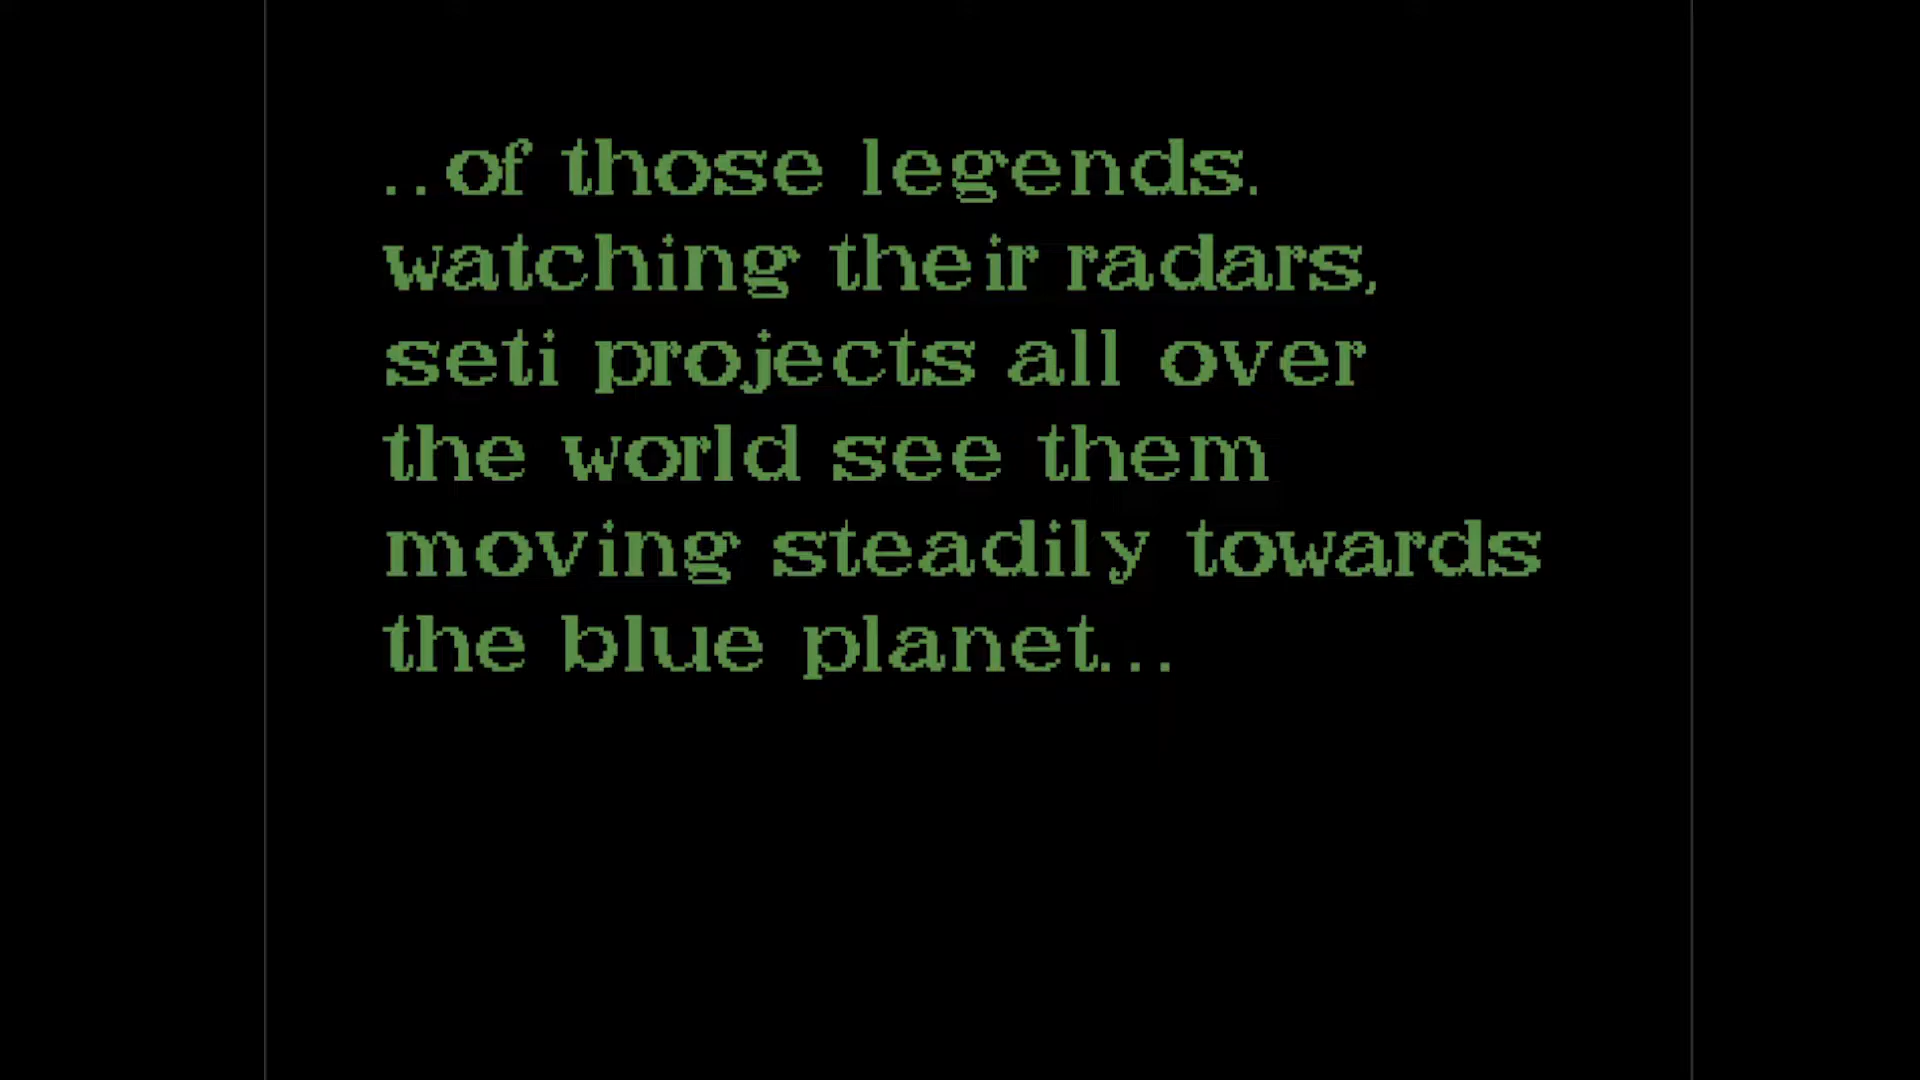 ..of those legends.
watching their radars,
seti projects all over
the world see them
moving steadily towards
the blue planet...